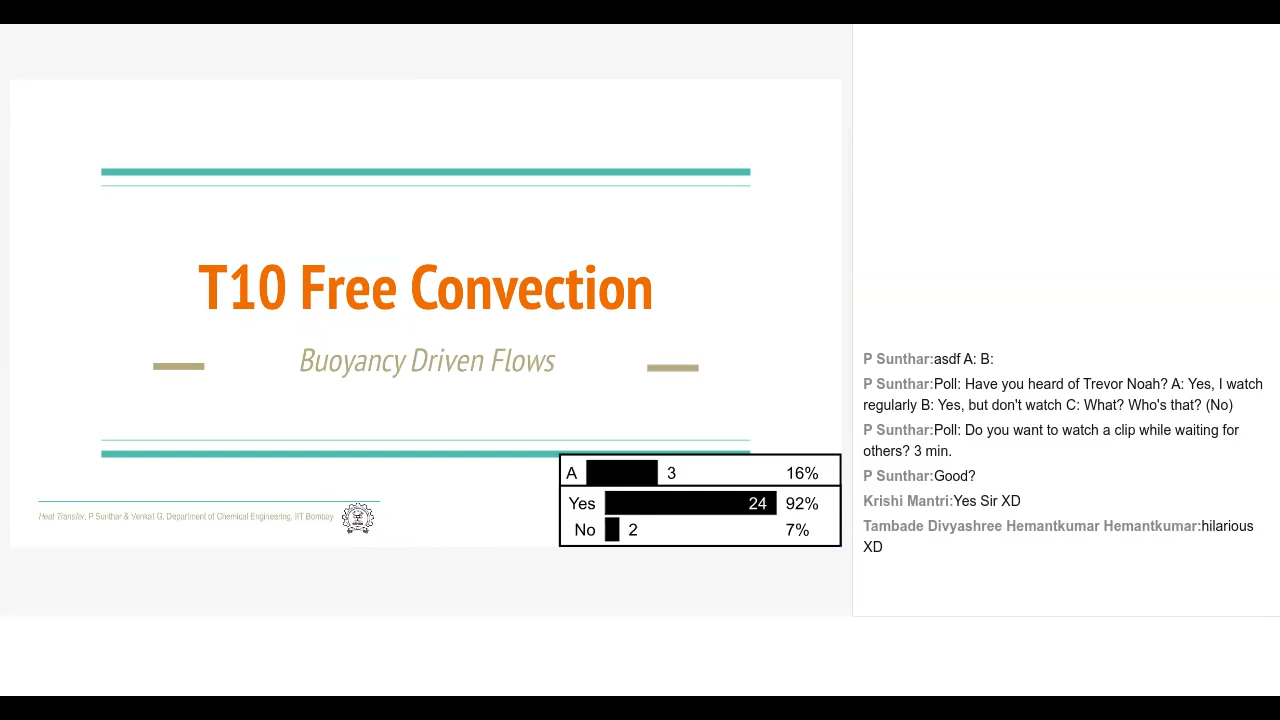 T10 Free Convection
Buoyancy Driven Flows
Heat Transfer, P Sunthar & Venkat G, Department of Chemical Engineering, IIT Bombay
A 3 16%
Yes 24 92%
No 2 7%
P Sunthar:asdf A: B:
P Sunthar:Poll: Have you heard of Trevor Noah? A: Yes, I watch
regularly B: Yes, but don't watch C: What? Who's that? (No)
P Sunthar:Poll: Do you want to watch a clip while waiting for
others? 3 min.
P Sunthar:Good?
Krishi Mantri:Yes Sir XD
Tambade Divyashree Hemantkumar Hemantkumar:hilarious
XD